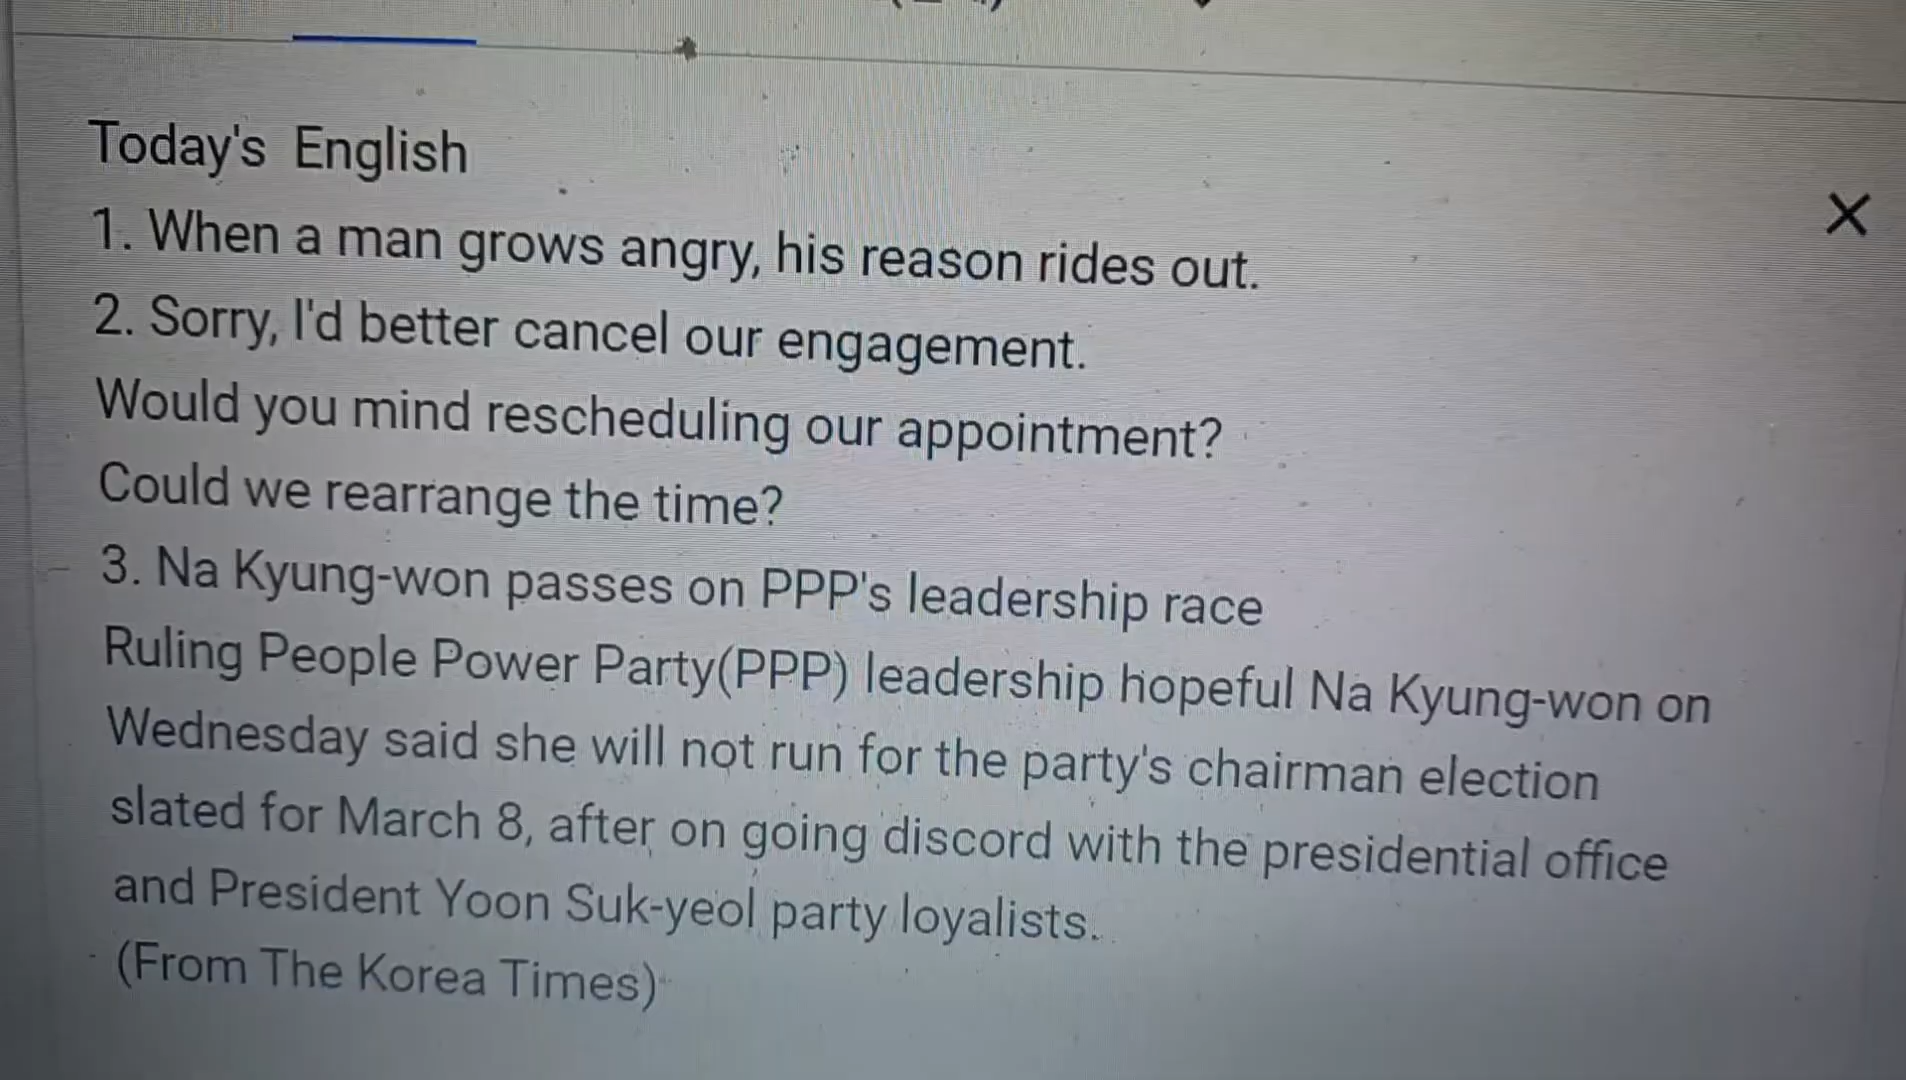 Today's English
1. When a man grows angry, his reason rides out.
2. Sorry, I'd better cancel our engagement.
Would you mind rescheduling our appointment?
Could we rearrange the time?
3. Na Kyung-won passes on PPP's leadership race
Ruling People Power Party(PPP) leadership hopeful Na Kyung-won on
Wednesday said she will not run for the party's chairman election
slated for March 8, after on going discord with the presidential office
and President Yoon Suk-yeol party loyalists.
(From The Korea Times)